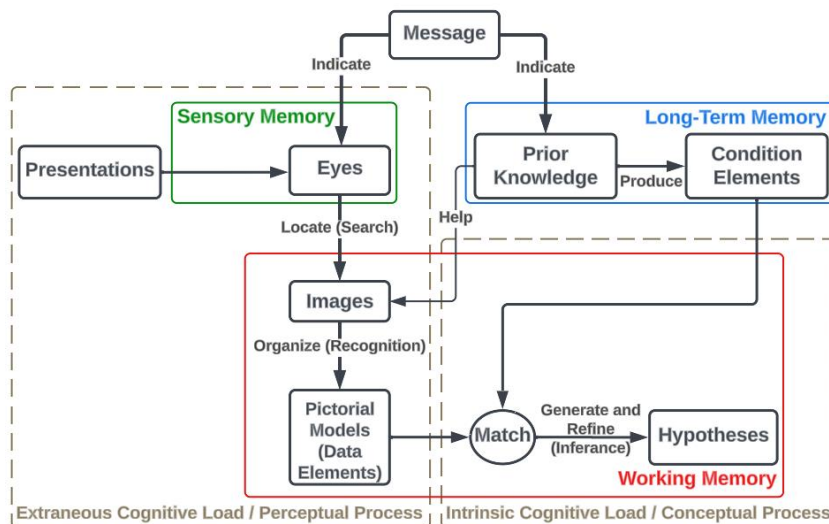 Message
Indicate
Indicate
Sensory Memory
Long-Term Memory
Presentations
Eyes
Prior
Knowledge
Produce
Condition
Elements
Help
Locate (Search)
Images
Organize (Recognition)
Pictorial
Models
(Data
Elements)
Match
Generate and
Refine
(Inferance)
Hypotheses
Working Memory
Extraneous Cognitive Load / Perceptual Process
Intrinsic Cognitive Load / Conceptual Process